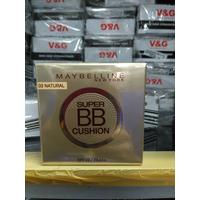 V&G
V&G
V&G
V&G
MAYBELLINE
NEW YORK
03 NATURAL
SUPER
BB
CUSHION